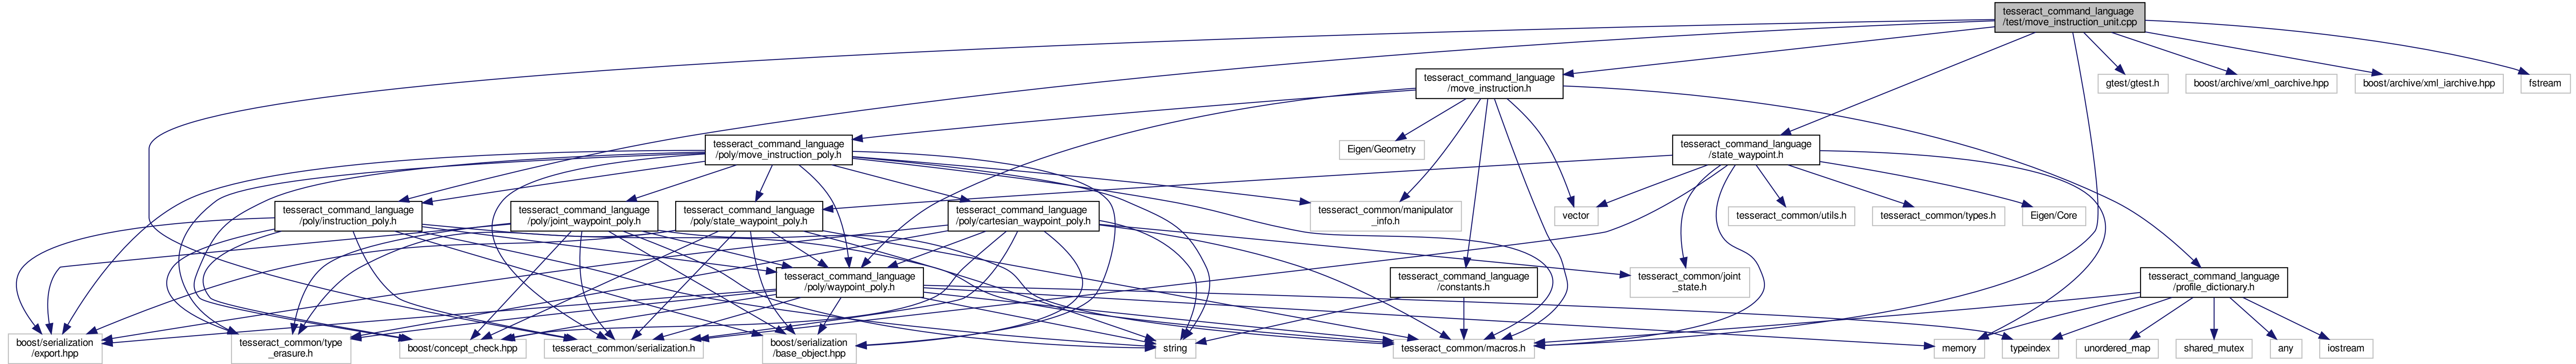 tesseract_command_language
/test/move_instruction_unit.cpp
tesseract_command_language
/move_instruction.h
gtest/gtest.h
boost/archive/xml_oarchive.hpp
boost/archive/xml_iarchive.hpp
fstream
tesseract_command_language
/poly/move_instruction_poly.h
Eigen/Geometry
tesseract_command_language
/state_waypoint.h
tesseract_command_language
/poly/instruction_poly.h
tesseract_command_language
/poly/joint_waypoint_poly.h
tesseract_command_language
/poly/state_waypoint_poly.h
tesseract_command_language
/poly/cartesian_waypoint_poly.h
tesseract_common/manipulator
_info.h
vector
tesseract_common/utils.h
tesseract_common/types.h
Eigen/Core
tesseract_command_language
/poly/waypoint_poly.h
tesseract_command_language
/constants.h
tesseract_common/joint
_state.h
tesseract_command_language
/profile_dictionary.h
boost/serialization
/export.hpp
tesseract_common/type
_erasure.h
boost/concept_check.hpp
tesseract_common/serialization.h
boost/serialization
/base_object.hpp
string
tesseract_common/macros.h
memory
typeindex
unordered_map
shared_mutex
any
iostream